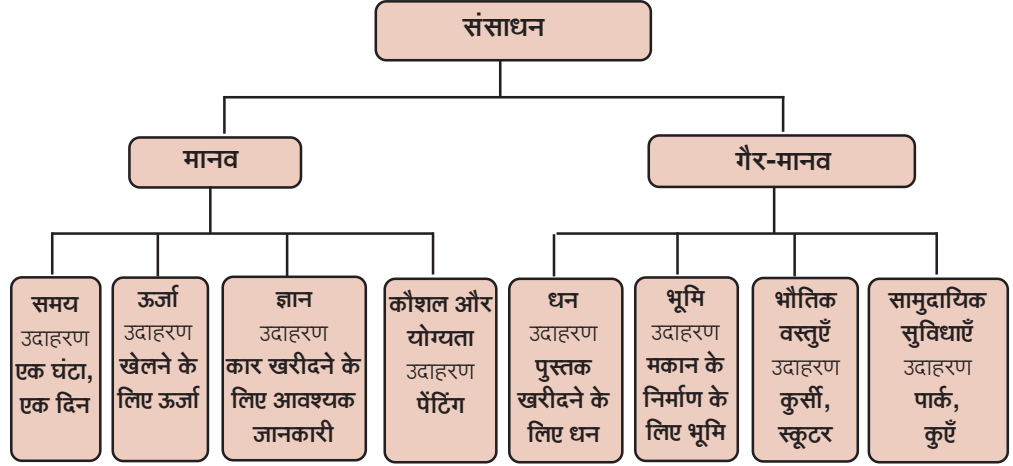 संसाधन
मानव
गैर-मानव
समय
उदाहरण
एक घंटा,
एक दिन
ऊर्जा
उदाहरण
खेलने के
लिए ऊर्जा
ज्ञान
उदाहरण
कार खरीदने के
लिए आवश्यक
जानकारी
कौशल और
योग्यता
उदाहरण
पेंटिंग
धन
उदाहरण
पुस्तक
खरीदने के
लिए धन
भूमि
उदाहरण
मकान के
निर्माण के
लिए भूमि
भौतिक
वस्तुएँ
उदाहरण
कुर्सी,
स्कूटर
सामुदायिक
सुविधाएँ
उदाहरण
पार्क,
कुएँ